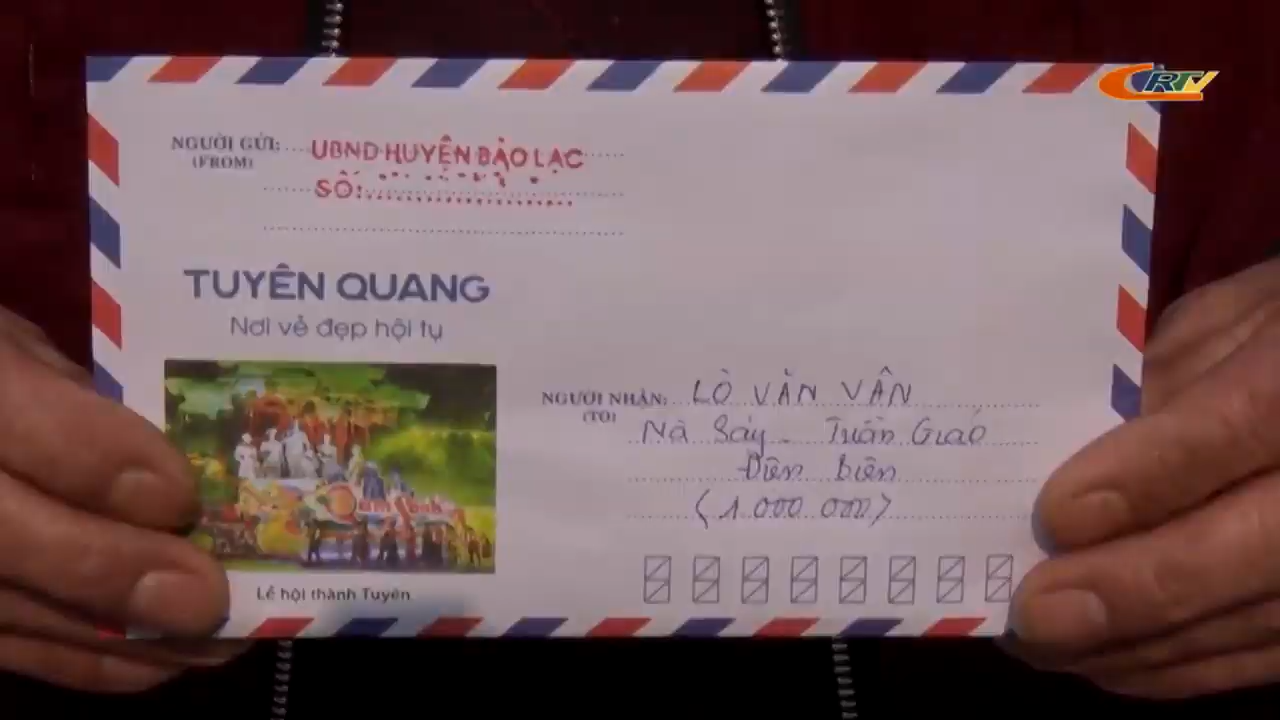 CRTV
NGƯỜI GỬI: UBND HUYỆN BẢO LẠC
(FROM)
SỐ:
TUYÊN QUANG
Nơi vẻ đẹp hội tụ
Lễ hội thành Tuyên
NGƯỜI NHẬN: LÒ VĂN VÂN
(TO)
Nà Sáy - Tuần Giáo
Điện Biên
(1.000.000)